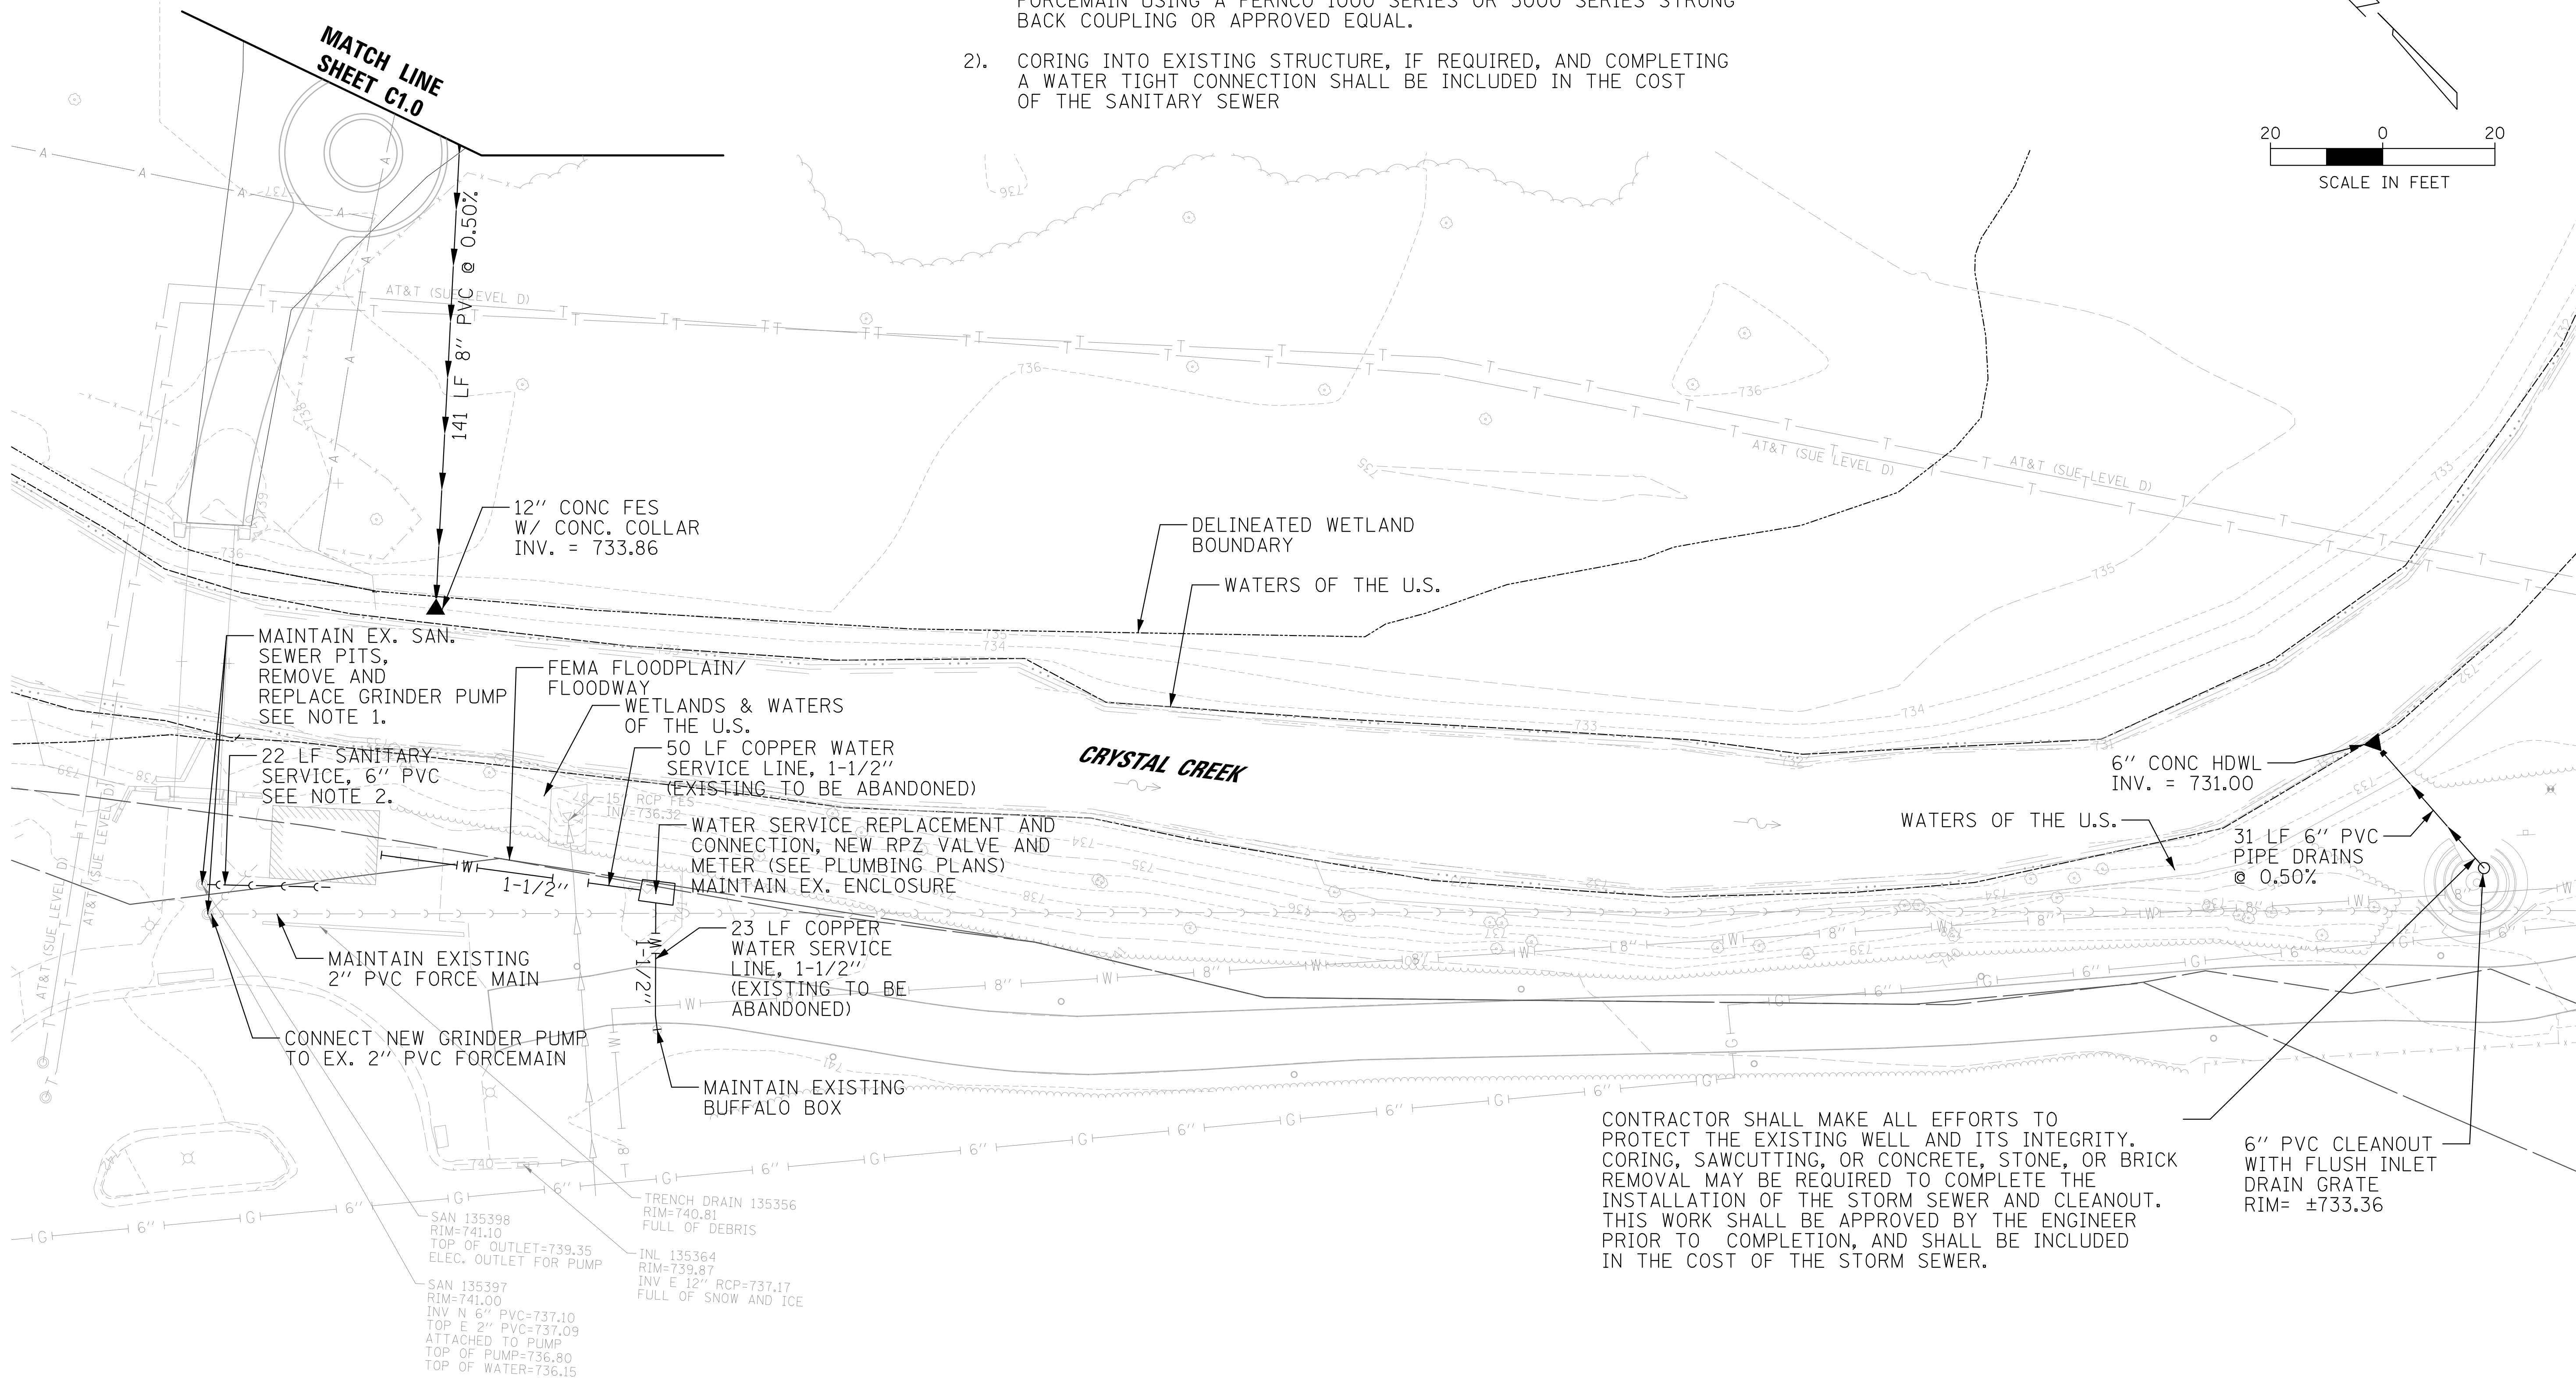 FORCEMAIN USING A FERNCO 1000 SERIES OR 5000 SERIES STRONG
BACK COUPLING OR APPROVED EQUAL.
2). CORING INTO EXISTING STRUCTURE, IF REQUIRED, AND COMPLETING
A WATER TIGHT CONNECTION SHALL BE INCLUDED IN THE COST
OF THE SANITARY SEWER
MATCH LINE
SHEET C1.0
20 0 20
SCALE IN FEET
141 LF 8'' PVC @ 0.50%
AT&T (SUE LEVEL D)
AT&T (SUE LEVEL D)
AT&T (SUE LEVEL D)
12'' CONC FES
W/ CONC. COLLAR
INV. = 733.86
DELINEATED WETLAND
BOUNDARY
WATERS OF THE U.S.
MAINTAIN EX. SAN.
SEWER PITS,
REMOVE AND
REPLACE GRINDER PUMP
SEE NOTE 1.
FEMA FLOODPLAIN/
FLOODWAY
WETLANDS & WATERS
OF THE U.S.
22 LF SANITARY
SERVICE, 6'' PVC
SEE NOTE 2.
50 LF COPPER WATER
SERVICE LINE, 1-1/2''
(EXISTING TO BE ABANDONED)
15'' RCP FES
INV=736.32
CRYSTAL CREEK
WATER SERVICE REPLACEMENT AND
CONNECTION, NEW RPZ VALVE AND
METER (SEE PLUMBING PLANS)
MAINTAIN EX. ENCLOSURE
6'' CONC HDWL
INV. = 731.00
WATERS OF THE U.S.
31 LF 6'' PVC
PIPE DRAINS
@ 0.50%
1-1/2''
1-1/2''
23 LF COPPER
WATER SERVICE
LINE, 1-1/2''
(EXISTING TO BE
ABANDONED)
MAINTAIN EXISTING
2'' PVC FORCE MAIN
AT&T (SUE LEVEL D)
AT&T (SUE LEVEL D)
CONNECT NEW GRINDER PUMP
TO EX. 2'' PVC FORCEMAIN
MAINTAIN EXISTING
BUFFALO BOX
CONTRACTOR SHALL MAKE ALL EFFORTS TO
PROTECT THE EXISTING WELL AND ITS INTEGRITY.
CORING, SAWCUTTING, OR CONCRETE, STONE, OR BRICK
REMOVAL MAY BE REQUIRED TO COMPLETE THE
INSTALLATION OF THE STORM SEWER AND CLEANOUT.
THIS WORK SHALL BE APPROVED BY THE ENGINEER
PRIOR TO COMPLETION, AND SHALL BE INCLUDED
IN THE COST OF THE STORM SEWER.
6'' PVC CLEANOUT
WITH FLUSH INLET
DRAIN GRATE
RIM= ±733.36
TRENCH DRAIN 135356
RIM=740.81
FULL OF DEBRIS
SAN 135398
RIM=741.10
TOP OF OUTLET=739.35
ELEC. OUTLET FOR PUMP
INL 135364
RIM=739.87
INV E 12'' RCP=737.17
FULL OF SNOW AND ICE
SAN 135397
RIM=741.00
INV N 6'' PVC=737.10
TOP E 2'' PVC=737.09
ATTACHED TO PUMP
TOP OF PUMP=736.80
TOP OF WATER=736.15